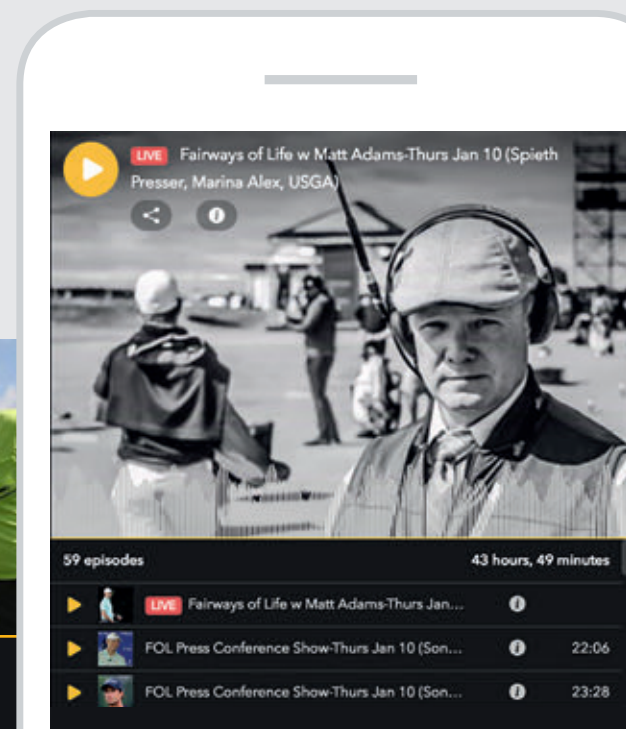 LIVE Fairways of Life w Matt Adams-Thurs Jan 10 (Spieth
Presser, Marina Alex, USGA)
59 episodes 43 hours, 49 minutes
LIVE Fairways of Life w Matt Adams-Thurs Jan...
FOL Press Conference Show-Thurs Jan 10 (Son... 22:06
FOL Press Conference Show-Thurs Jan 10 (Son... 23:28